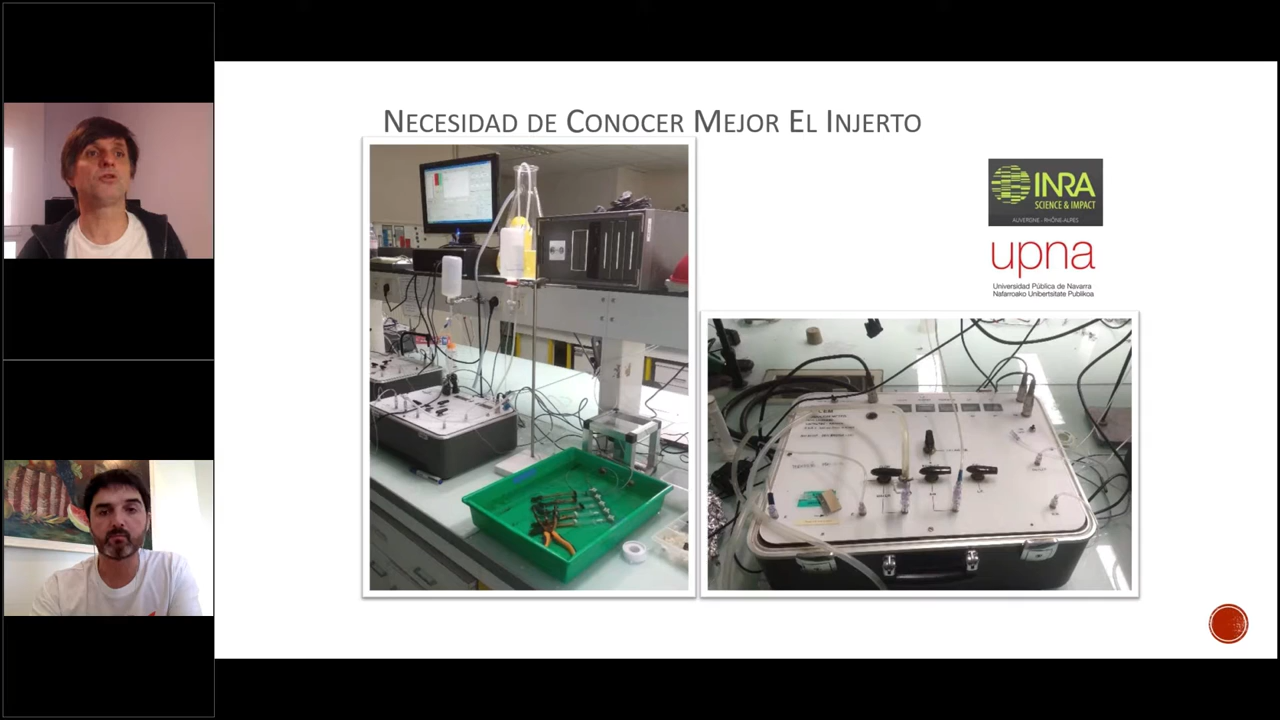 NECESIDAD DE CONOCER MEJOR EL INJERTO
INRA
SCIENCE & IMPACT
AUVERGNE - RHÔNE-ALPES
upna
Universidad Pública de Navarra
Nafarroako Unibertsitate Publikoa